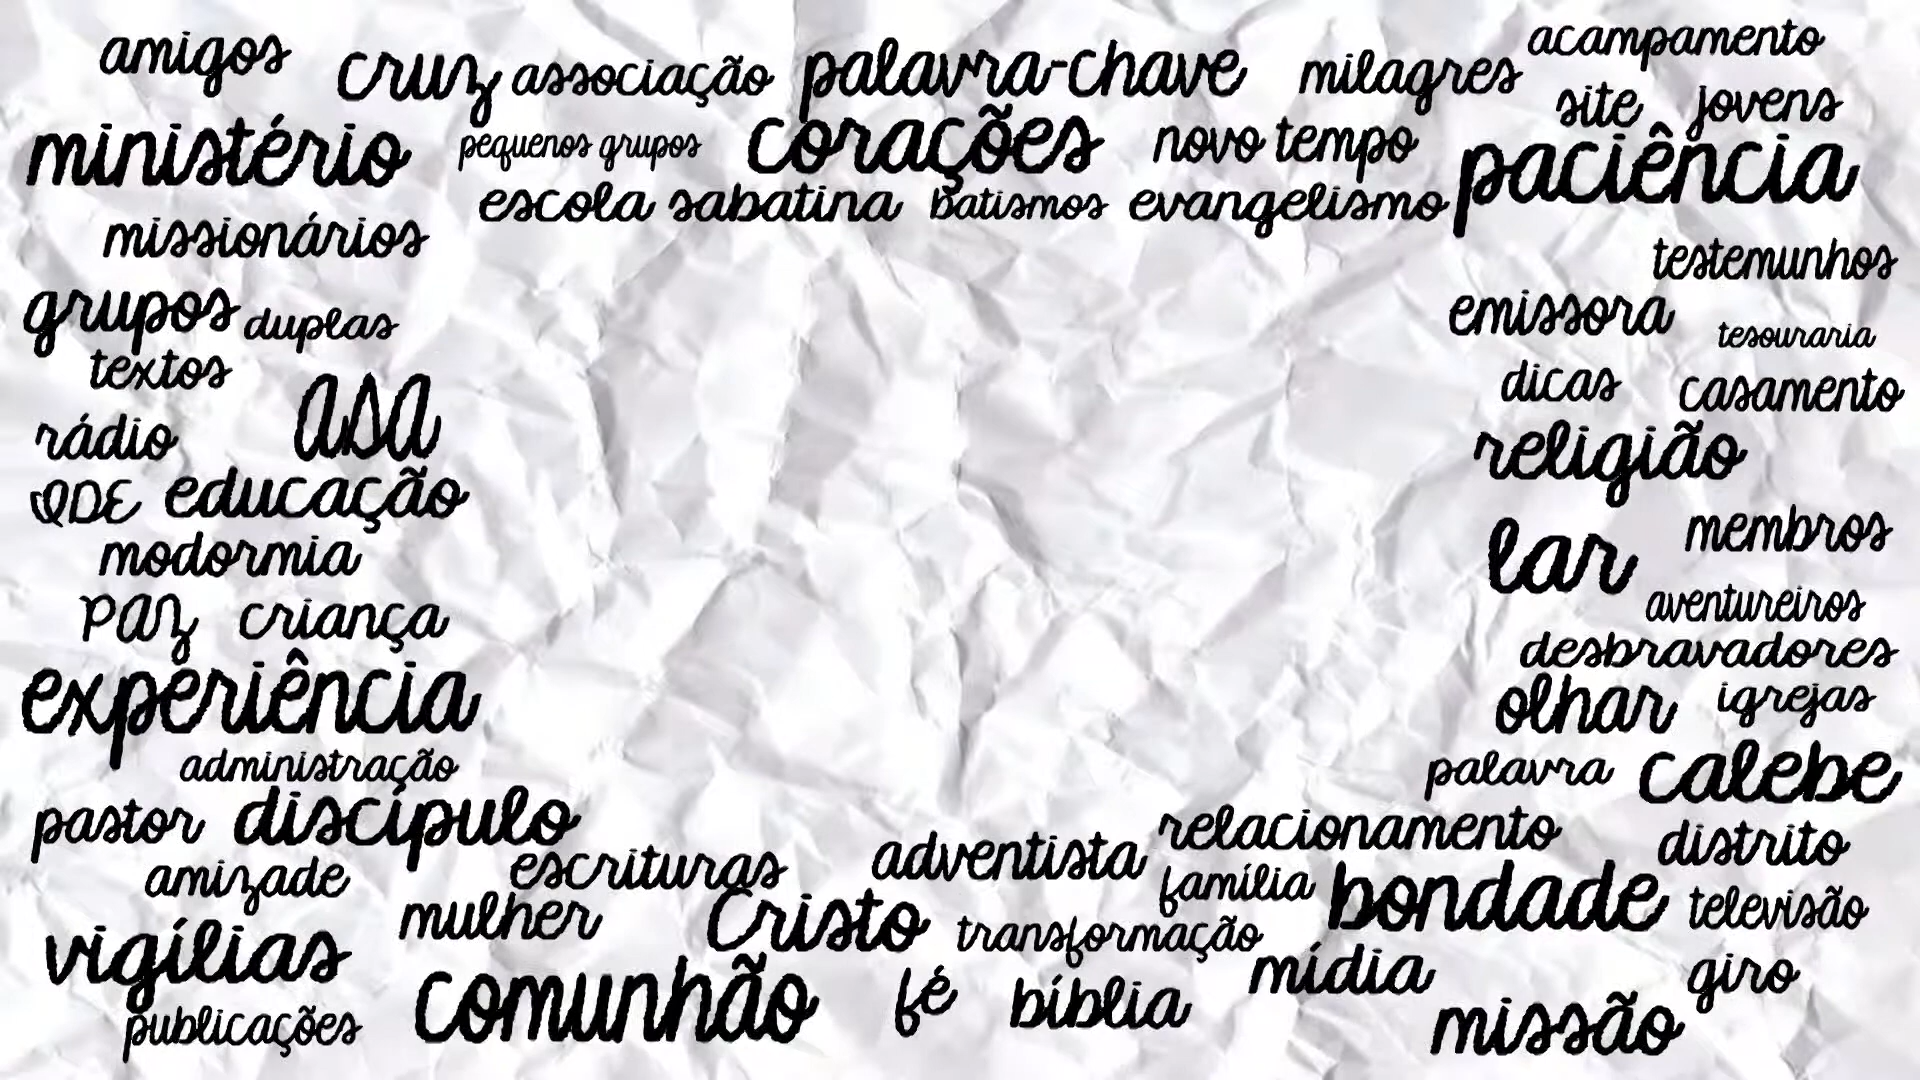 amigos cruz associação palavra-chave milagres acampamento
site jovens
ministério pequenos grupos corações novo tempo paciência
escola sabatina batismos evangelismo
missionários testemunhos
grupos duplas emissora tesouraria
textos dicas casamento
rádio asa religião
QDE educação membros
modormia lar
paz criança aventureiros
desbravadores
experiência olhar igrejas
administração palavra calebe
pastor discípulo relacionamento distrito
amizade escrituras adventista família bondade televisão
mulher Cristo transformação
vigílias mídia giro
publicações comunhão fé bíblia missão